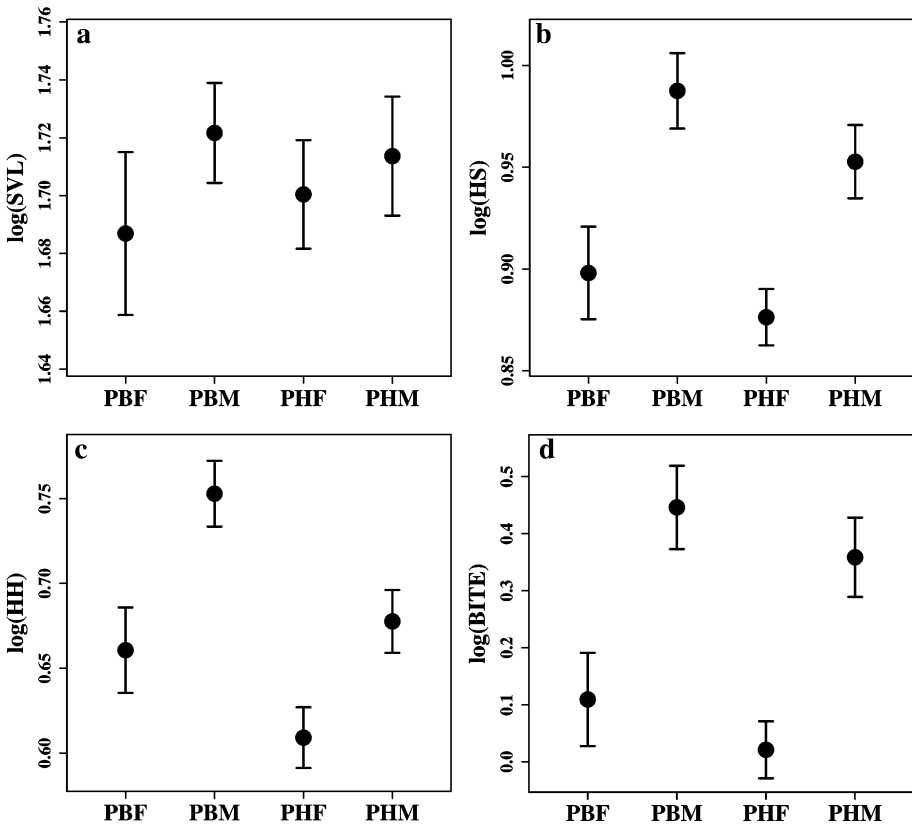 a
log(SVL)
1.76
1.74
1.72
1.70
1.68
1.66
1.64
PBF PBM PHF PHM
b
log(HS)
1.00
0.95
0.90
0.85
PBF PBM PHF PHM
c
log(HH)
0.75
0.70
0.65
0.60
PBF PBM PHF PHM
d
log(BITE)
0.5
0.4
0.3
0.2
0.1
0.0
PBF PBM PHF PHM